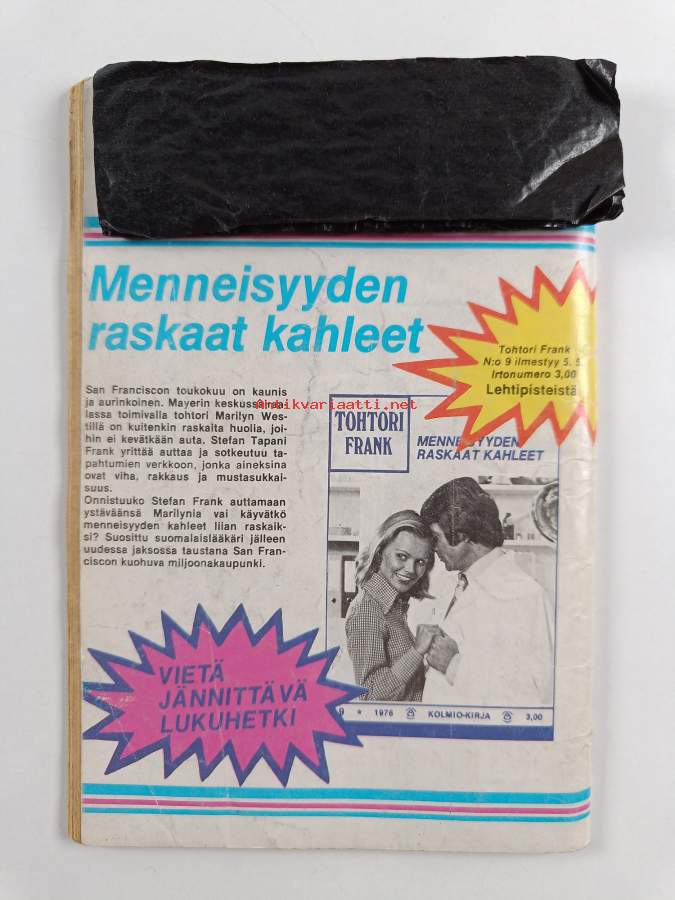 Menneisyyden
raskaat kahleet
Tohtori Frank
N:o 9 ilmestyy 5.
Irtonumero 3,00
Lehtipisteistä
San Franciscon toukokuu on kaunis
ja aurinkoinen. Mayerin keskussairaa-
lassa toimivalla tohtori Marilyn Wes-
tillä on kuitenkin raskaita huolia, joi-
hin ei kevätkään auta. Stefan Tapani
Frank yrittää auttaa ja sotkeutuu ta-
pahtumien verkkoon, jonka aineksina
ovat viha, rakkaus ja mustasukkai-
suus.
Onnistuuko Stefan Frank auttamaan
ystäväänsä Marilynia vai käyvätkö
menneisyyden kahleet liian raskaik-
si? Suosittu suomalaislääkäri jälleen
uudessa jaksossa taustana San Fran-
ciscon kuohuva miljoonakaupunki.
Antikvariaatti.net
TOHTORI
FRANK
MENNEISYYDEN
RASKAAT KAHLEET
9 * 1976 KOLMIO-KIRJA 3,00
VIETÄ
JÄNNITTÄVÄ
LUKUHETKI